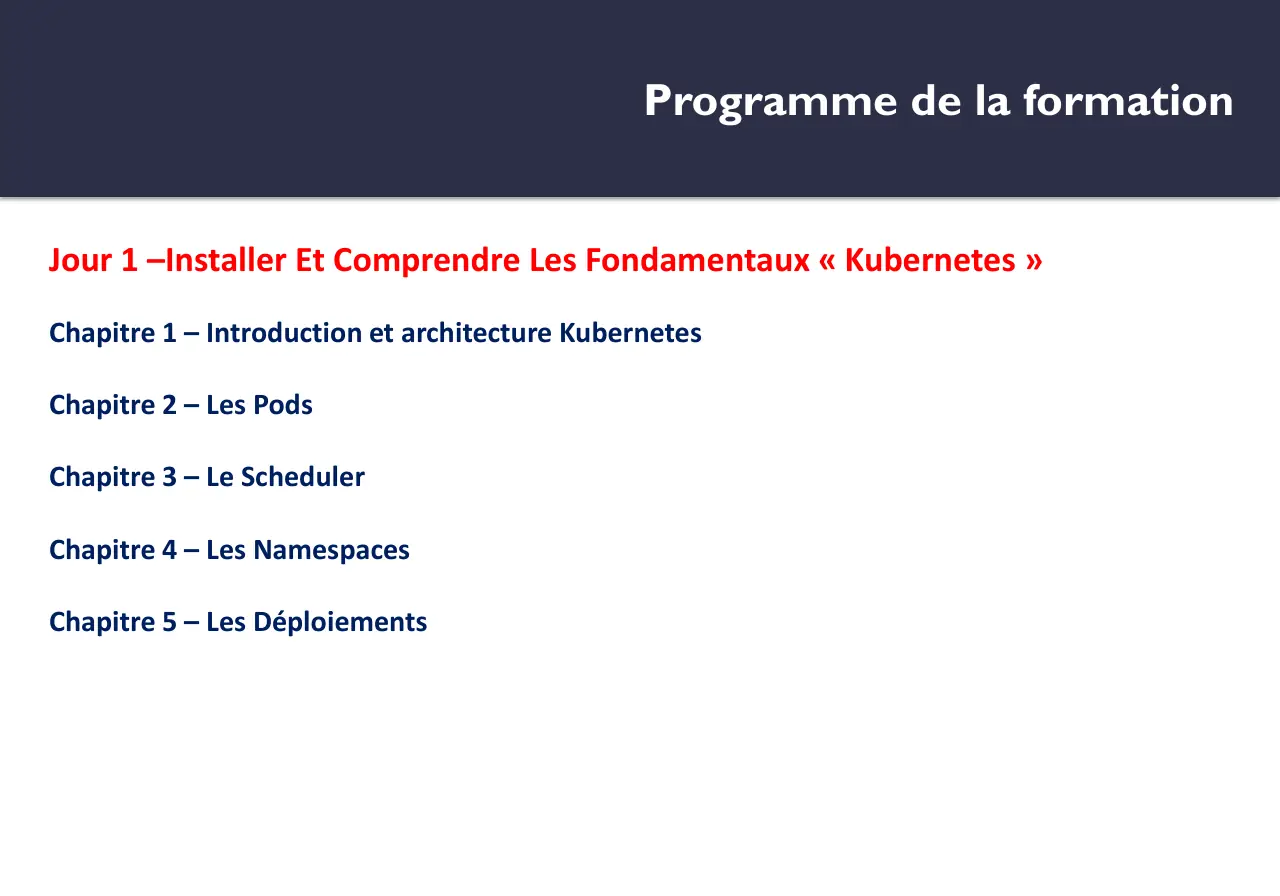 Programme de la formation
Jour 1 –Installer Et Comprendre Les Fondamentaux « Kubernetes »
Chapitre 1 – Introduction et architecture Kubernetes
Chapitre 2 – Les Pods
Chapitre 3 – Le Scheduler
Chapitre 4 – Les Namespaces
Chapitre 5 – Les Déploiements